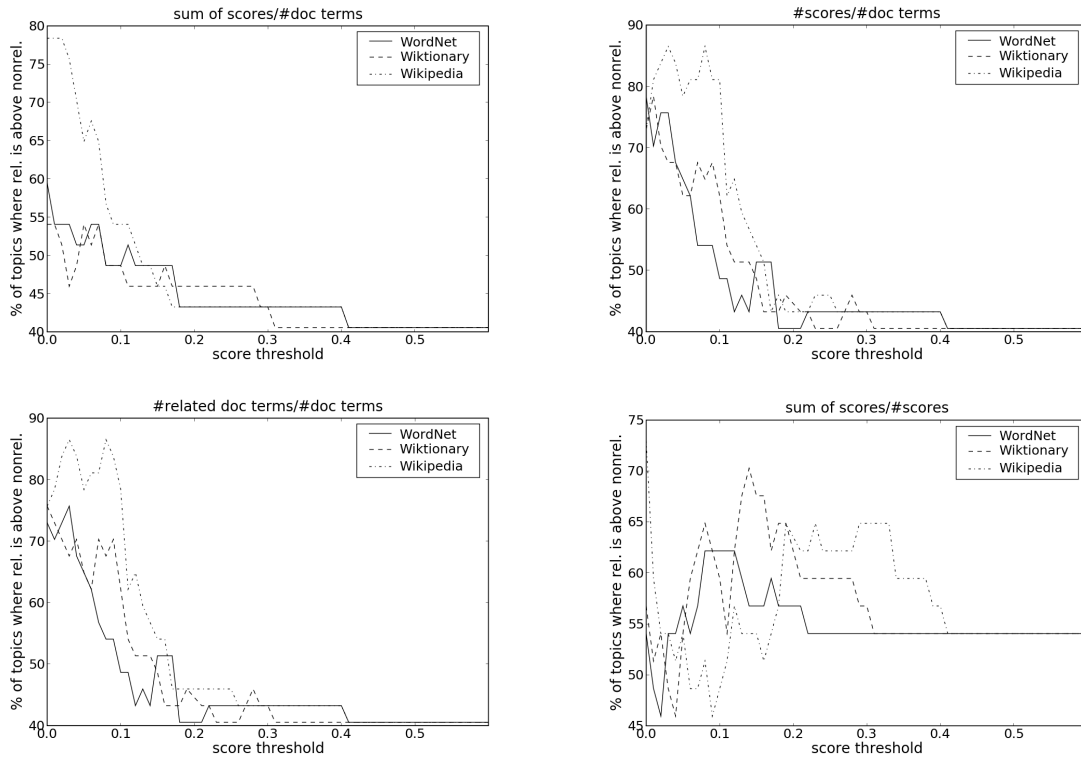 sum of scores/#doc terms
% of topics where rel. is above nonrel.
80
75
70
65
60
55
50
45
40
WordNet
Wiktionary
Wikipedia
0.0 0.1 0.2 0.3 0.4 0.5
score threshold
#scores/#doc terms
% of topics where rel. is above nonrel.
90
80
70
60
50
40
WordNet
Wiktionary
Wikipedia
0.0 0.1 0.2 0.3 0.4 0.5
score threshold
#related doc terms/#doc terms
% of topics where rel. is above nonrel.
90
80
70
60
50
40
WordNet
Wiktionary
Wikipedia
0.0 0.1 0.2 0.3 0.4 0.5
score threshold
sum of scores/#scores
% of topics where rel. is above nonrel.
75
70
65
60
55
50
45
WordNet
Wiktionary
Wikipedia
0.0 0.1 0.2 0.3 0.4 0.5
score threshold